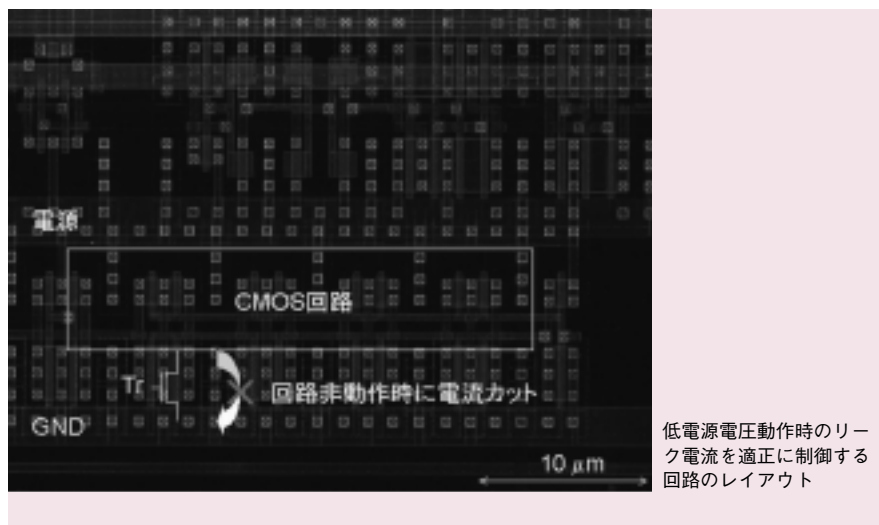 電源
CMOS回路
Tr
回路非動作時に電流カット
GND
10 μm
低電源電圧動作時のリー
ク電流を適正に制御する
回路のレイアウト